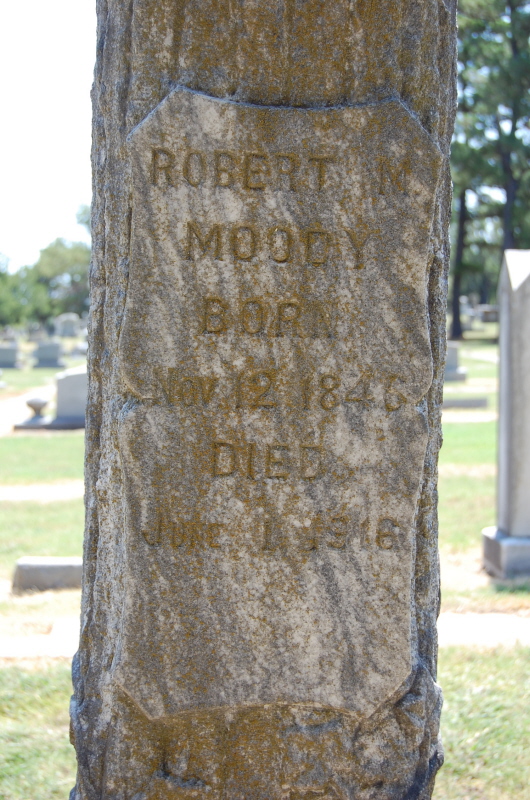 ROBERT M.
MOODY
BORN
NOV. 12, 1846
DIED
JUNE 1, 1916